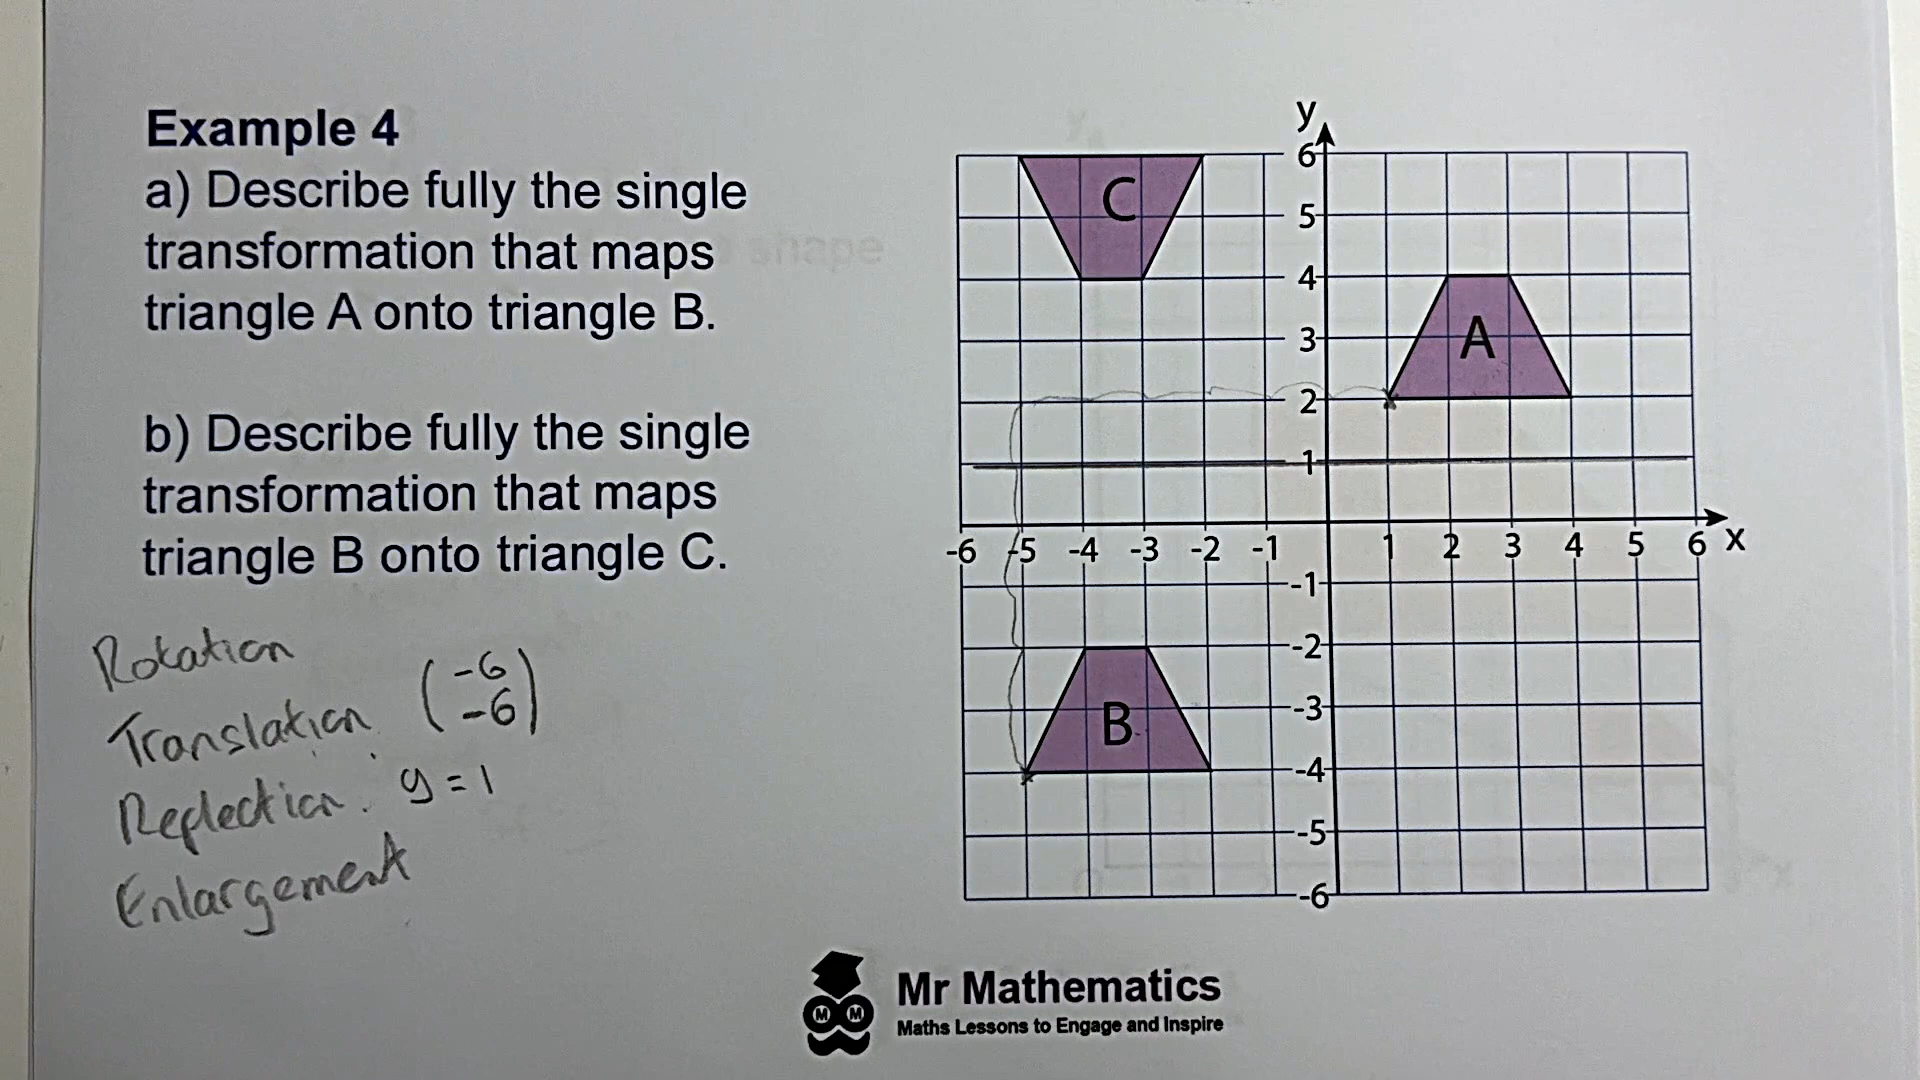 Example 4
a) Describe fully the single
transformation that maps
triangle A onto triangle B.
b) Describe fully the single
transformation that maps
triangle B onto triangle C.
Rotation
Translation (-6
-6)
Reflection. y = 1
Enlargement
y
6
5
4
3
2
1
-6 -5 -4 -3 -2 -1 1 2 3 4 5 6 x
-1
-2
-3
-4
-5
-6
C
A
B
M M
Mr Mathematics
Maths Lessons to Engage and Inspire
shape